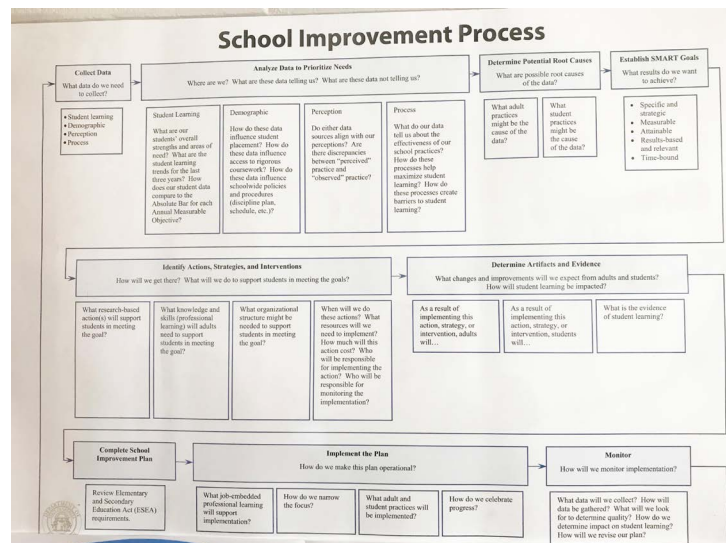 School Improvement Process
Collect Data
What data do we need
to collect?
• Student learning
• Demographic
• Perception
• Process
Analyze Data to Prioritize Needs
Where are we? What are these data telling us? What are these data not telling us?
Student Learning
What are our
students' overall
strengths and areas of
need? What are the
student learning
trends for the last
three years? How
does our student data
compare to the
Absolute Bar for each
Annual Measurable
Objective?
Demographic
How do these data
influence student
placement? How do
these data influence
access to rigorous
coursework? How do
these data influence
schoolwide policies
and procedures
(discipline plan,
schedule, etc.)?
Perception
Do either data
sources align with our
perceptions? Are
there discrepancies
between "perceived"
practice and
"observed" practice?
Process
What do our data
tell us about the
effectiveness of our
school practices?
How do these
processes help
maximize student
learning? How do
these processes create
barriers to student
learning?
Determine Potential Root Causes
What are possible root causes
of the data?
What adult
practices
might be the
cause of the
data?
What
student
practices
might be
the cause
of the data?
Establish SMART Goals
What results do we want
to achieve?
• Specific and
strategic
• Measurable
• Attainable
• Results-based
and relevant
• Time-bound
Identify Actions, Strategies, and Interventions
How will we get there? What will we do to support students in meeting the goals?
What research-based
action(s) will support
students in meeting
the goal?
What knowledge and
skills (professional
learning) will adults
need to support
students in meeting
the goal?
What organizational
structure might be
needed to support
students in meeting
the goal?
When will we do
these actions? What
resources will we
need to implement?
How much will this
action cost? Who
will be responsible
for implementing the
action? Who will be
responsible for
monitoring the
implementation?
Determine Artifacts and Evidence
What changes and improvements will we expect from adults and students?
How will student learning be impacted?
As a result of
implementing this
action, strategy, or
intervention, adults
will…
As a result of
implementing this
action, strategy, or
intervention, students
will…
What is the evidence
of student learning?
Complete School
Improvement Plan
Review Elementary
and Secondary
Education Act (ESEA)
requirements.
Implement the Plan
How do we make this plan operational?
What job-embedded
professional learning
will support
implementation?
How do we narrow
the focus?
What adult and
student practices will
be implemented?
How do we celebrate
progress?
Monitor
How will we monitor implementation?
What data will we collect? How will
data be gathered? What will we look
for to determine quality? How do we
determine impact on student learning?
How will we revise our plan?